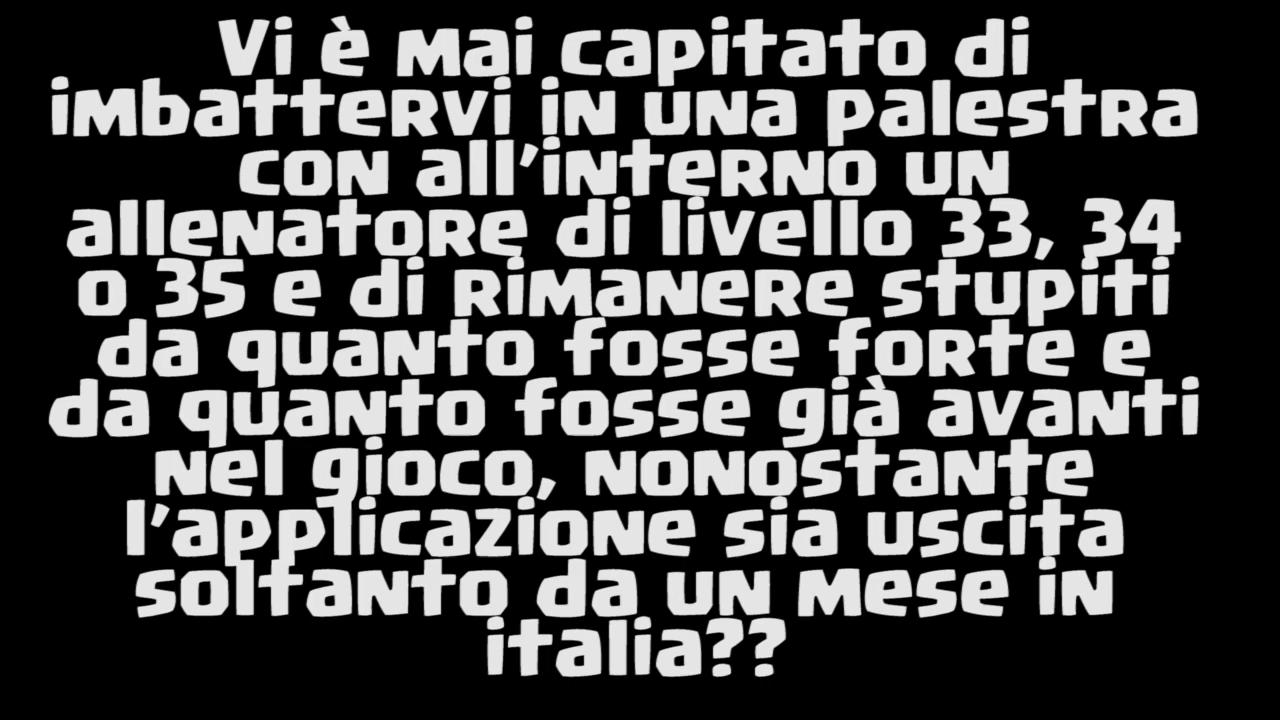 Vi è mai capitato di
imbattervi in una palestra
con all'interno un
allenatore di livello 33, 34
o 35 e di rimanere stupiti
da quanto fosse forte e
da quanto fosse già avanti
nel gioco, nonostante
l'applicazione sia uscita
soltanto da un mese in
italia??